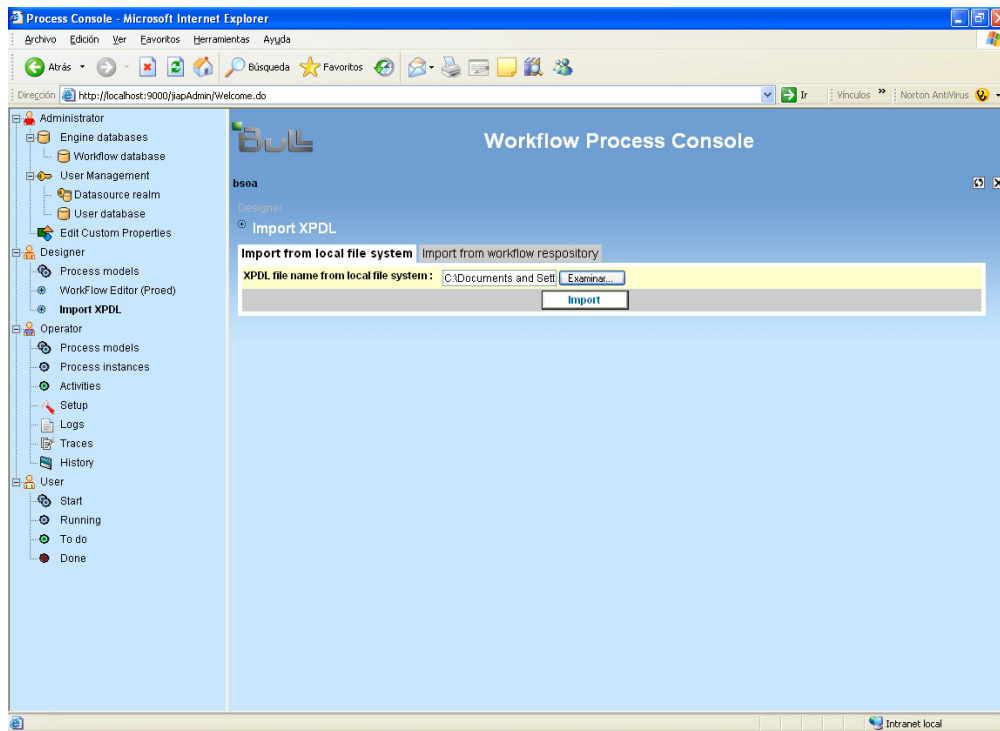 Process Console - Microsoft Internet Explorer
Archivo Edición Ver Favoritos Herramientas Ayuda
Atrás Búsqueda Favoritos
Dirección http://localhost:9000/jiapAdmin/Welcome.do Ir Vínculos » Norton AntiVirus
Administrator
Engine databases
Workflow database
User Management
Datasource realm
User database
Edit Custom Properties
Designer
Process models
WorkFlow Editor (Proed)
Import XPDL
Operator
Process models
Process instances
Activities
Setup
Logs
Traces
History
User
Start
Running
To do
Done
Bull Workflow Process Console
bsoa
Designer
Import XPDL
Import from local file system Import from workflow respository
XPDL file name from local file system : C:\Documents and Sett Examinar...
Import
Intranet local